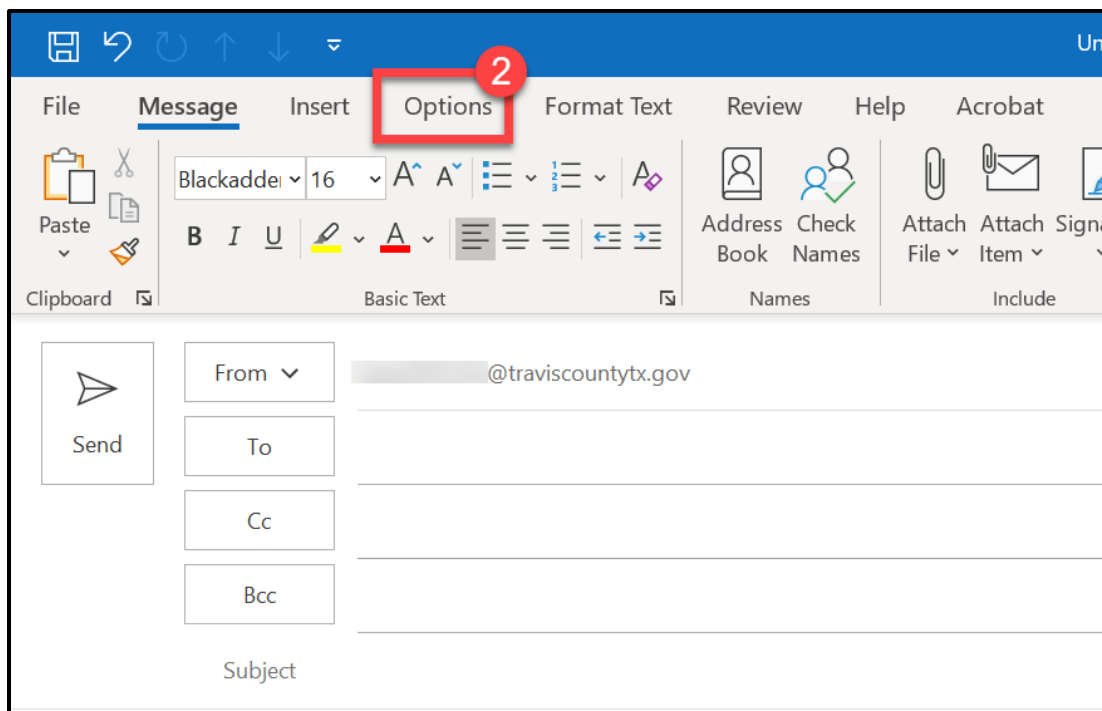 Un
2
File Message Insert Options Format Text Review Help Acrobat
Blackadder 16
Paste
B I U A
Address Book
Check Names
Attach File
Attach Item
Signa
Clipboard
Basic Text
Names
Include
Send
From
@traviscountytx.gov
To
Cc
Bcc
Subject